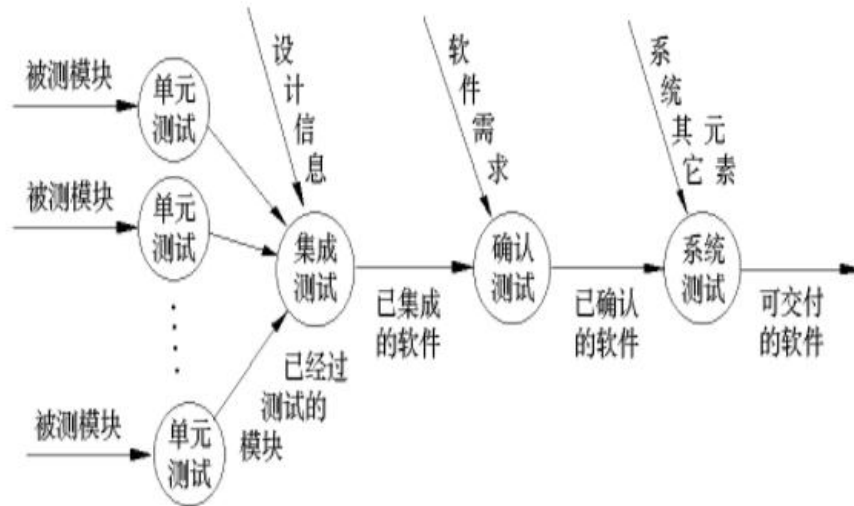 设计信息
软件需求
系统其它元素
被测模块
单元
测试
被测模块
单元
测试
集成
测试
确认
测试
系统
测试
已集成
的软件
已确认
的软件
可交付
的软件
已经过
测试的
模块
被测模块
单元
测试